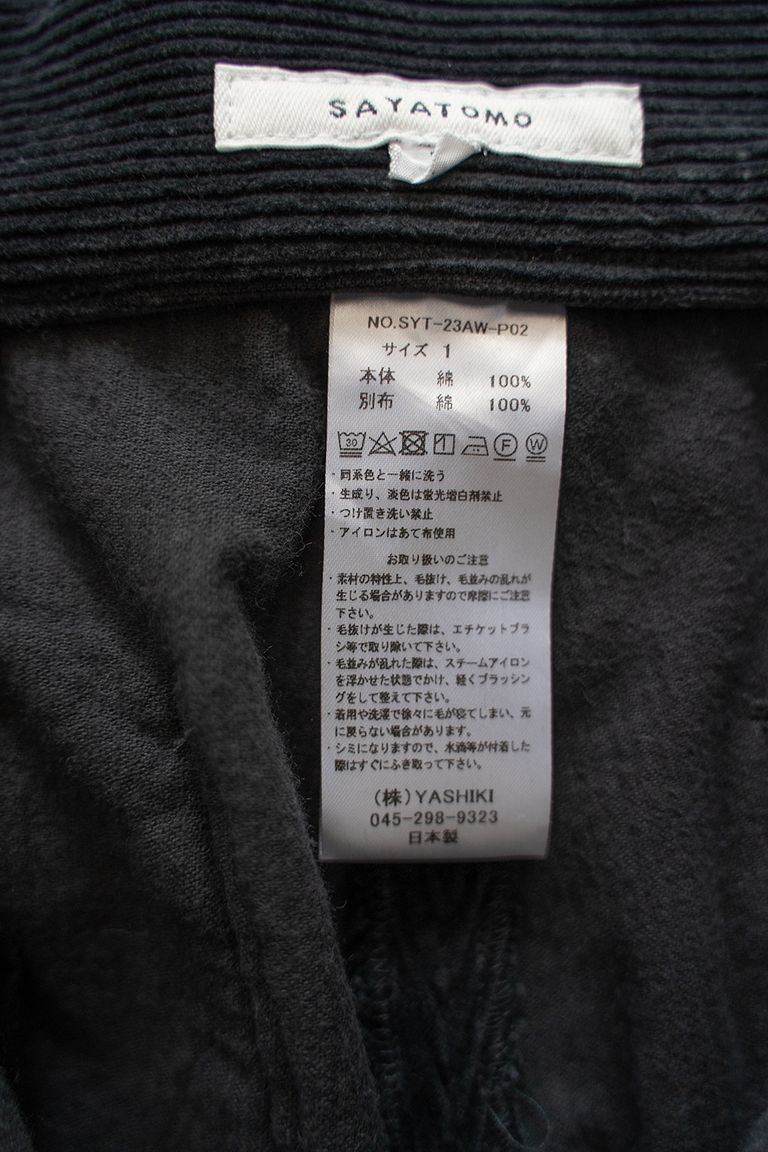 SAYATOMO
NO.SYT-23AW-P02
サイズ 1
本体 綿 100%
別布 綿 100%
30
F
W
・同系色と一緒に洗う
・生成り、淡色は蛍光増白剤禁止
・つけ置き洗い禁止
・アイロンはあて布使用
お取り扱いのご注意
・素材の特性上、毛抜け、毛並みの乱れが
生じる場合がありますので摩擦にご注意
下さい。
・毛抜けが生じた際は、エチケットブラ
シ等で取り除いて下さい。
・毛並みが乱れた際は、スチームアイロン
を浮かせた状態でかけ、軽くブラッシン
グをして整えて下さい。
・着用や洗濯で徐々に毛が寝てしまい、元
に戻らない場合があります。
・シミになりますので、水滴等が付着した
際はすぐにふき取って下さい。
(株)YASHIKI
045-298-9323
日本製